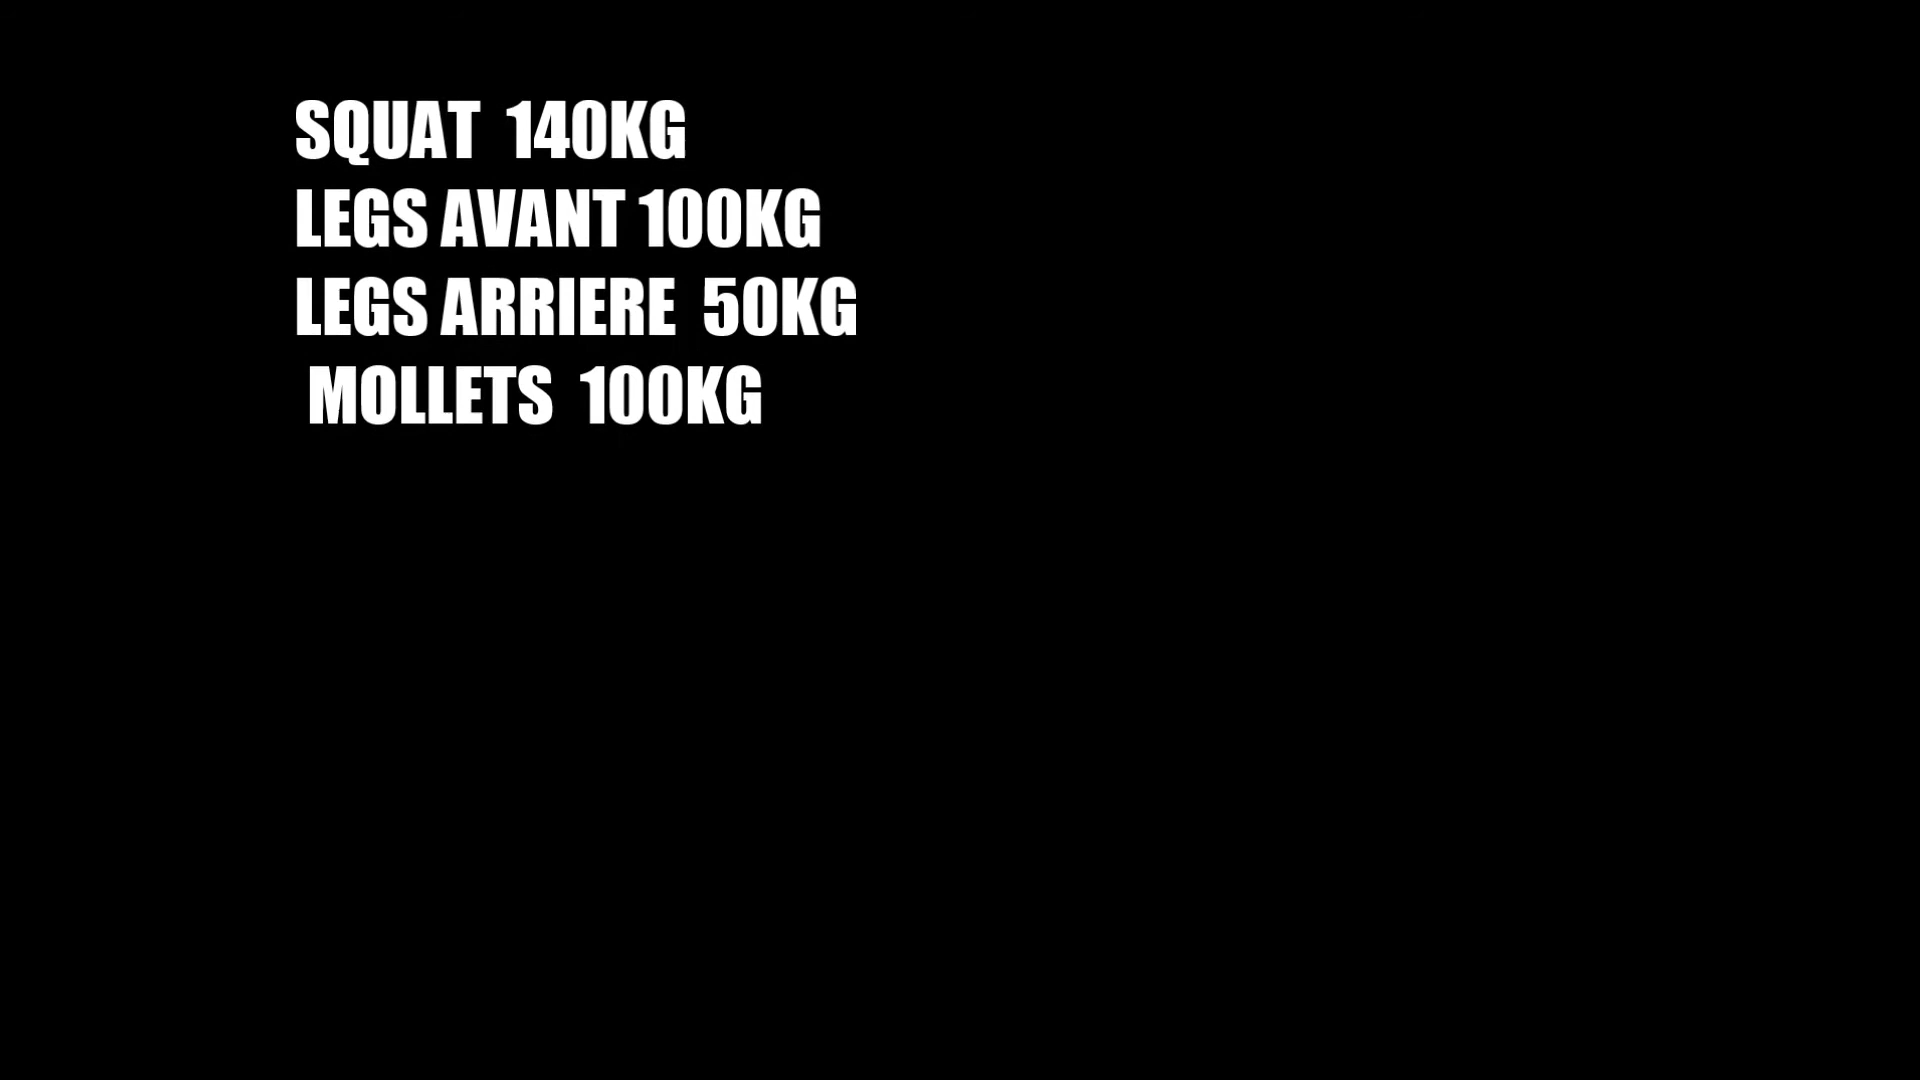 SQUAT 140KG
LEGS AVANT 100KG
LEGS ARRIERE 50KG
MOLLETS 100KG